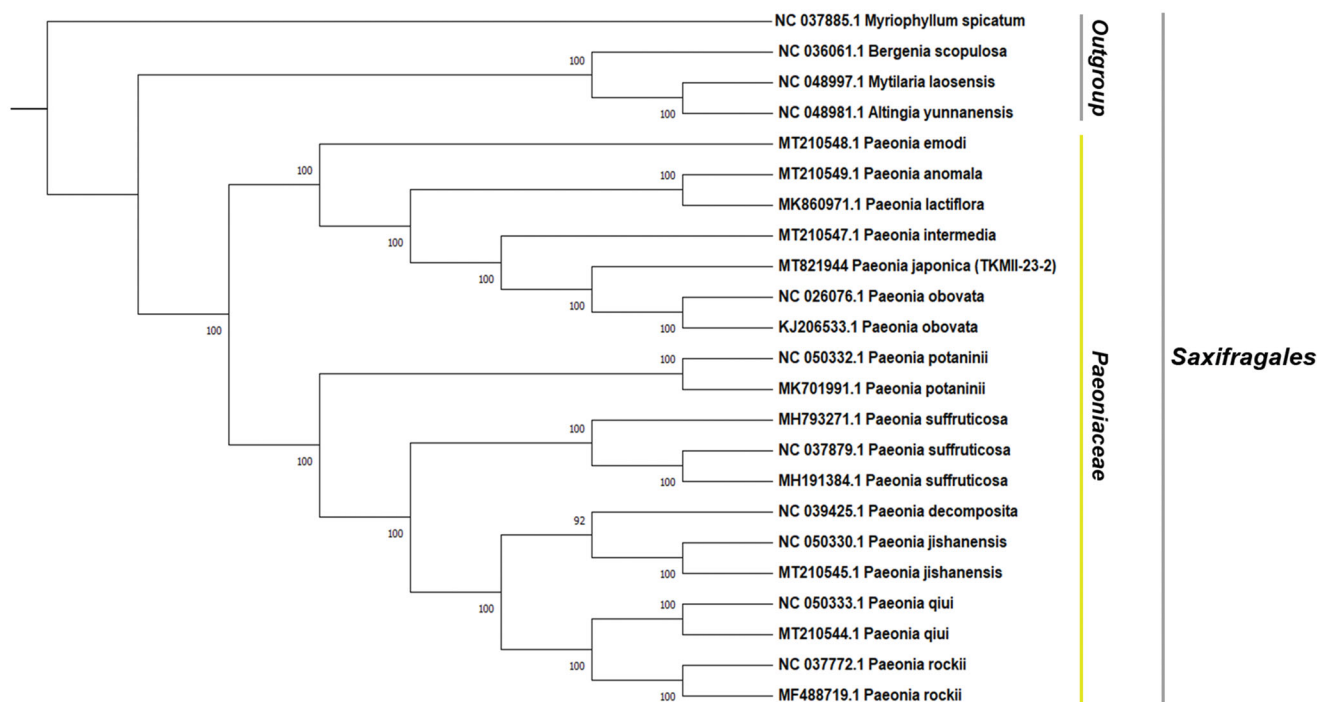 NC 037885.1 Myriophyllum spicatum
100
NC 036061.1 Bergenia scopulosa
NC 048997.1 Mytilaria laosensis
100
NC 048981.1 Altingia yunnanensis
Outgroup
MT210548.1 Paeonia emodi
100
100
MT210549.1 Paeonia anomala
MK860971.1 Paeonia lactiflora
100
MT210547.1 Paeonia intermedia
100
MT821944 Paeonia japonica (TKMII-23-2)
100
NC 026076.1 Paeonia obovata
100
KJ206533.1 Paeonia obovata
100
100
NC 050332.1 Paeonia potaninii
MK701991.1 Paeonia potaninii
100
100
MH793271.1 Paeonia suffruticosa
NC 037879.1 Paeonia suffruticosa
100
MH191384.1 Paeonia suffruticosa
100
92
NC 039425.1 Paeonia decomposita
NC 050330.1 Paeonia jishanensis
100
MT210545.1 Paeonia jishanensis
100
100
NC 050333.1 Paeonia qiui
MT210544.1 Paeonia qiui
100
NC 037772.1 Paeonia rockii
100
MF488719.1 Paeonia rockii
Paeoniaceae
Saxifragales